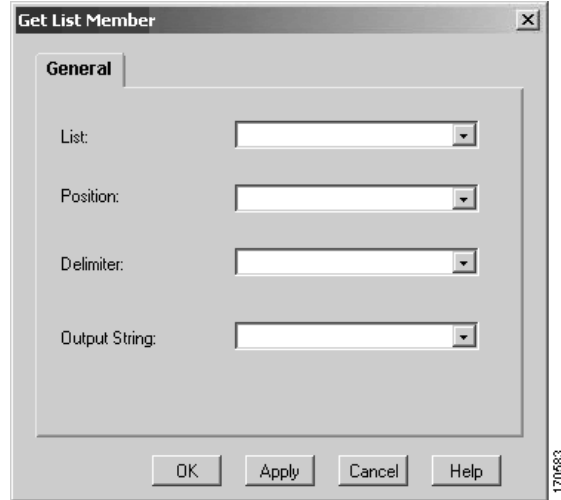 Get List Member
General
List:
Position:
Delimiter:
Output String:
OK Apply Cancel Help
170583